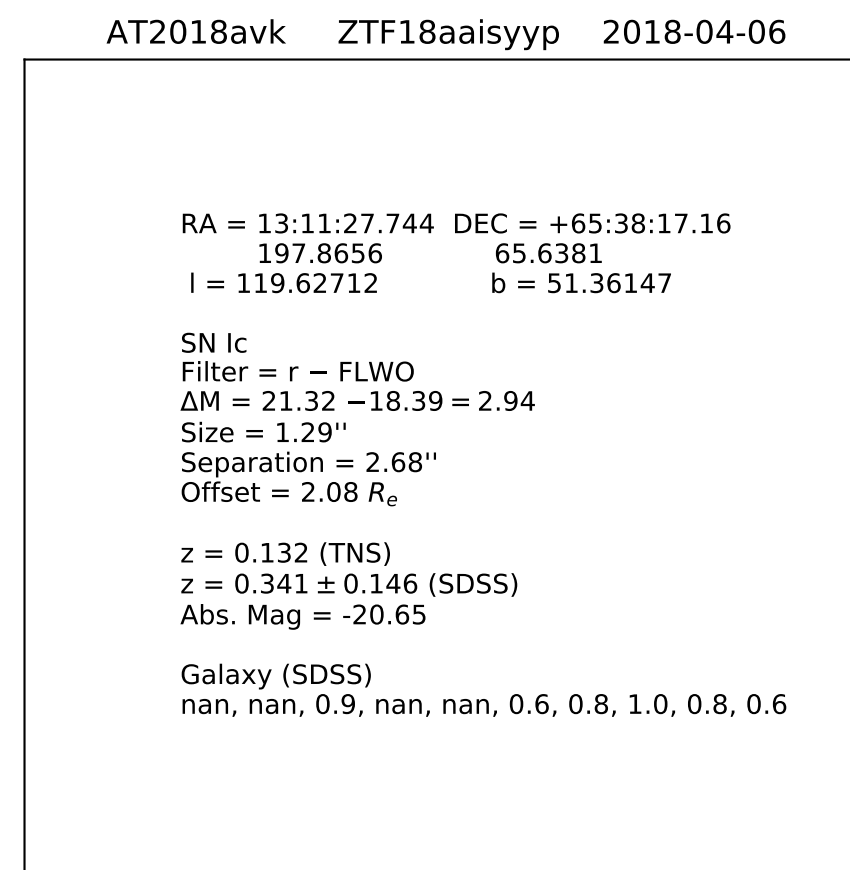 AT2018avk ZTF18aaisyyp 2018-04-06
RA = 13:11:27.744 DEC = +65:38:17.16
197.8656 65.6381
l = 119.62712 b = 51.36147
SN Ic
Filter = r − FLWO
ΔM = 21.32 −18.39 = 2.94
Size = 1.29''
Separation = 2.68''
Offset = 2.08 Re
z = 0.132 (TNS)
z = 0.341 ± 0.146 (SDSS)
Abs. Mag = -20.65
Galaxy (SDSS)
nan, nan, 0.9, nan, nan, 0.6, 0.8, 1.0, 0.8, 0.6